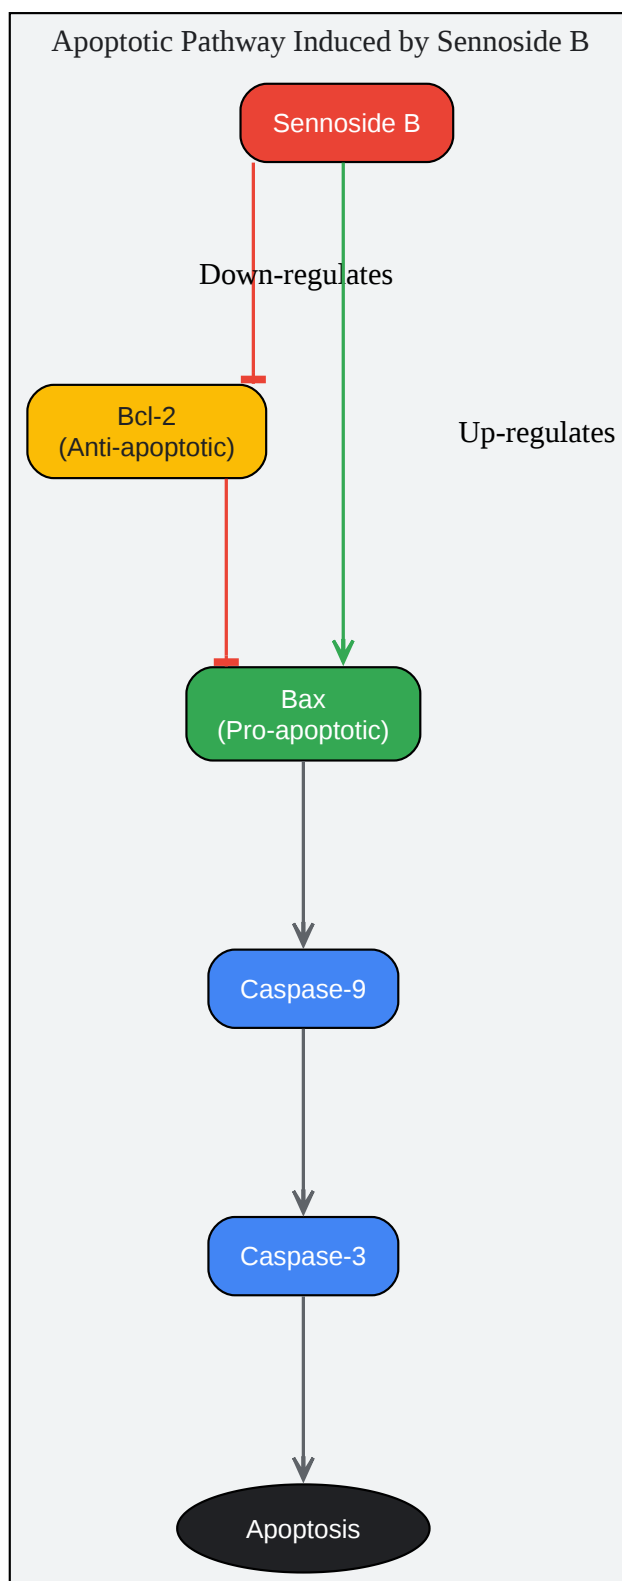 Apoptotic Pathway Induced by Sennoside B
Sennoside B
Down-regulates
Bcl-2
(Anti-apoptotic)
Up-regulates
Bax
(Pro-apoptotic)
Caspase-9
Caspase-3
Apoptosis